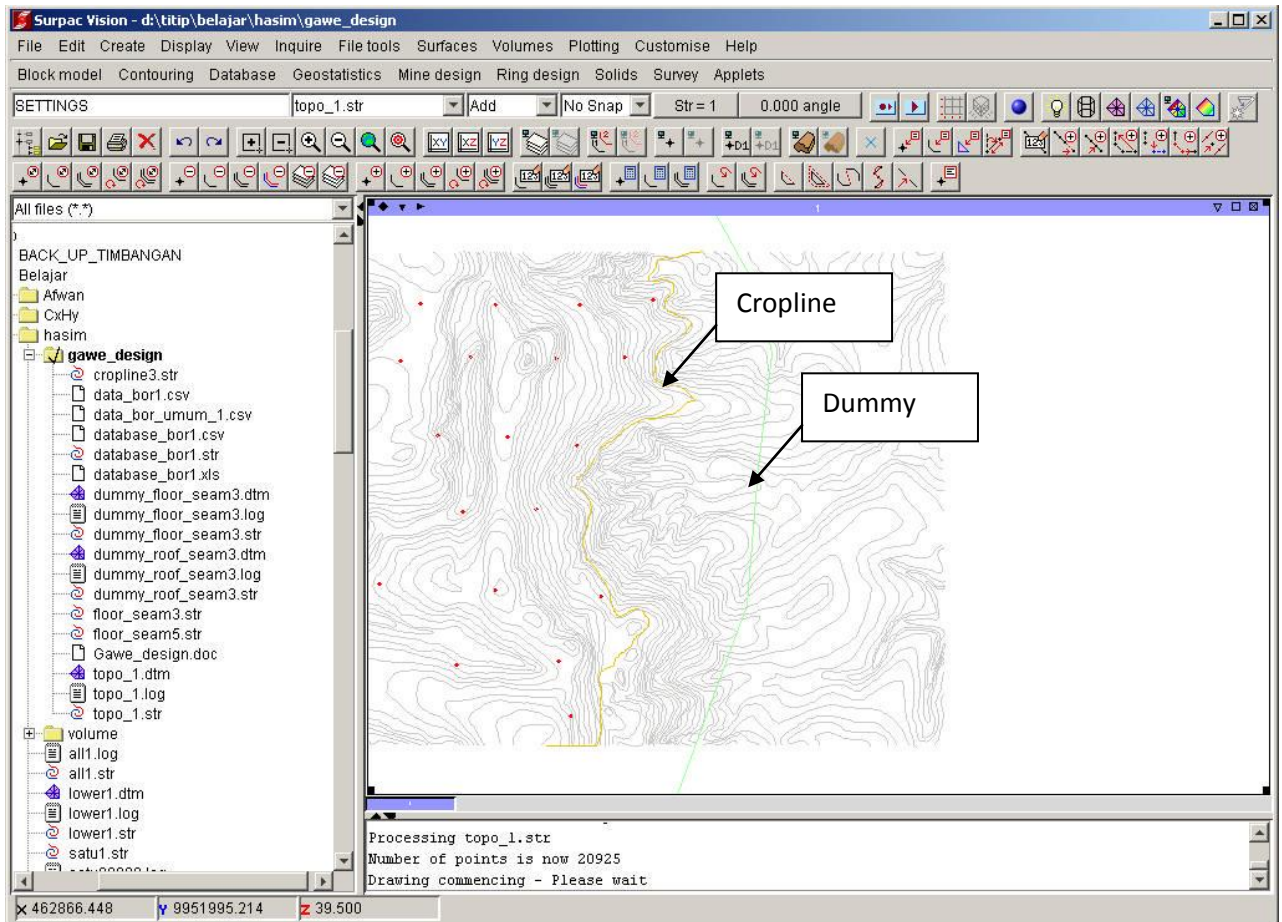 Surpac Vision - d:\titip\belajar\hasim\gawe_design
File Edit Create Display View Inquire File tools Surfaces Volumes Plotting Customise Help
Block model Contouring Database Geostatistics Mine design Ring design Solids Survey Applets
SETTINGS topo_1.str Add No Snap Str = 1 0.000 angle
XY XZ YZ
All files (*.*)
1
BACK_UP_TIMBANGAN
Belajar
Afwan
CxHy
hasim
gawe_design
cropline3.str
data_bor1.csv
data_bor_umum_1.csv
database_bor1.csv
database_bor1.str
database_bor1.xls
dummy_floor_seam3.dtm
dummy_floor_seam3.log
dummy_floor_seam3.str
dummy_roof_seam3.dtm
dummy_roof_seam3.log
dummy_roof_seam3.str
floor_seam3.str
floor_seam5.str
Gawe_design.doc
topo_1.dtm
topo_1.log
topo_1.str
volume
all1.log
all1.str
lower1.dtm
lower1.log
lower1.str
satu1.str
Cropline
Dummy
Processing topo_1.str
Number of points is now 20925
Drawing commencing - Please wait
X 462866.448 Y 9951995.214 Z 39.500